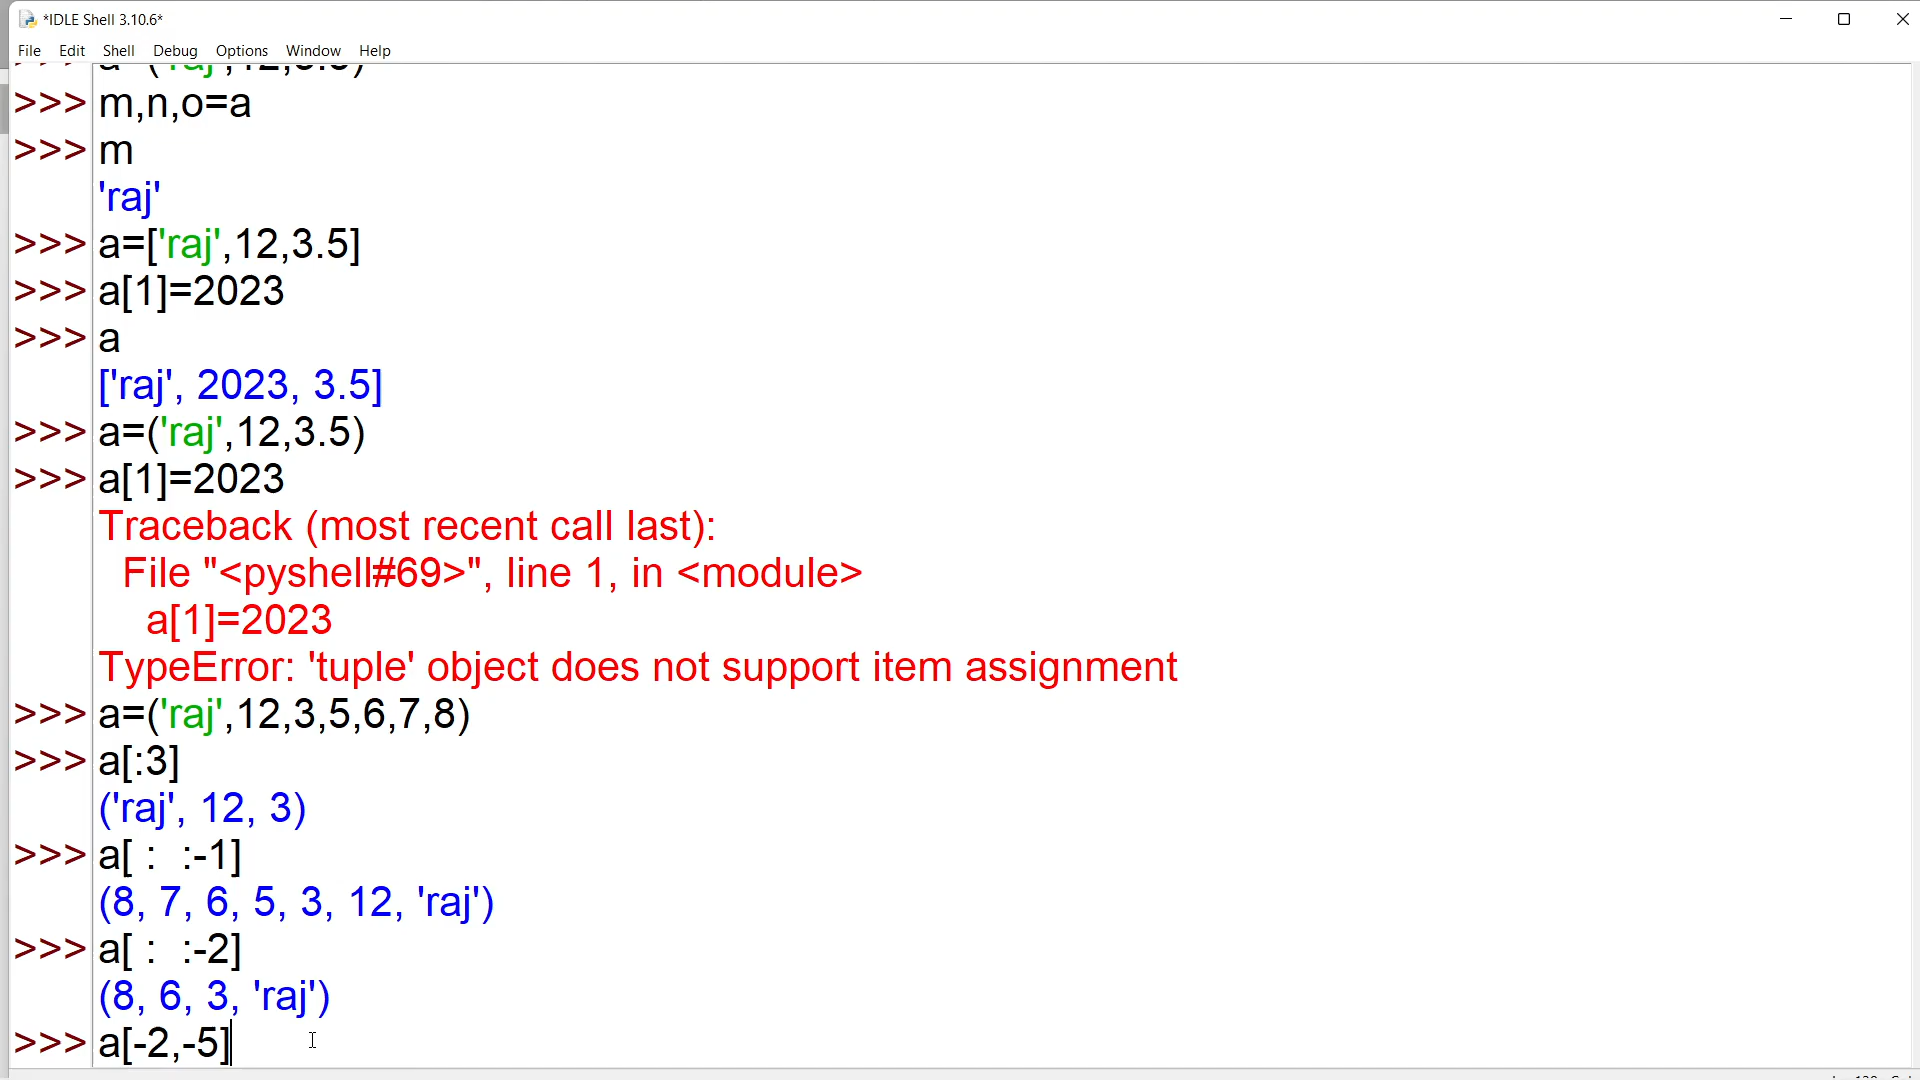 *IDLE Shell 3.10.6*
File Edit Shell Debug Options Window Help
>>> a=('raj',12,3.5)
>>> m,n,o=a
>>> m
'raj'
>>> a=['raj',12,3.5]
>>> a[1]=2023
>>> a
['raj', 2023, 3.5]
>>> a=('raj',12,3.5)
>>> a[1]=2023
Traceback (most recent call last):
  File "<pyshell#69>", line 1, in <module>
    a[1]=2023
TypeError: 'tuple' object does not support item assignment
>>> a=('raj',12,3,5,6,7,8)
>>> a[:3]
('raj', 12, 3)
>>> a[ :  :-1]
(8, 7, 6, 5, 3, 12, 'raj')
>>> a[ :  :-2]
(8, 6, 3, 'raj')
>>> a[-2,-5]